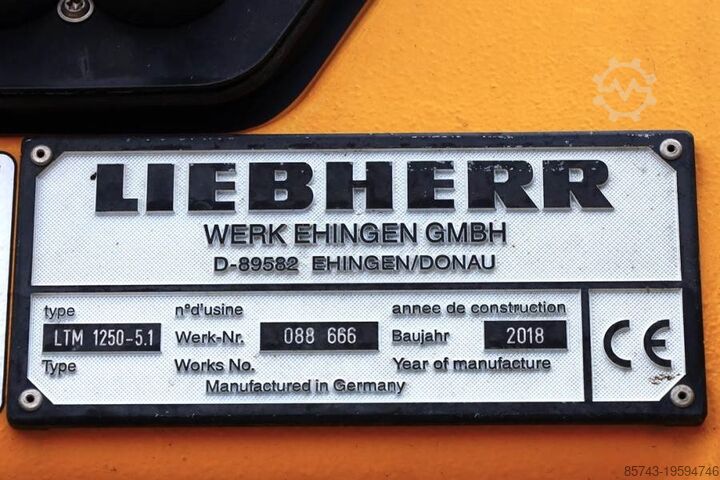 LIEBHERR
WERK EHINGEN GMBH
D-89582 EHINGEN/DONAU
type n°d'usine annee de construction
LTM 1250-5.1 Werk-Nr. 088 666 Baujahr 2018
Type Works No. Year of manufacture
Manufactured in Germany
CE
85743-19594746